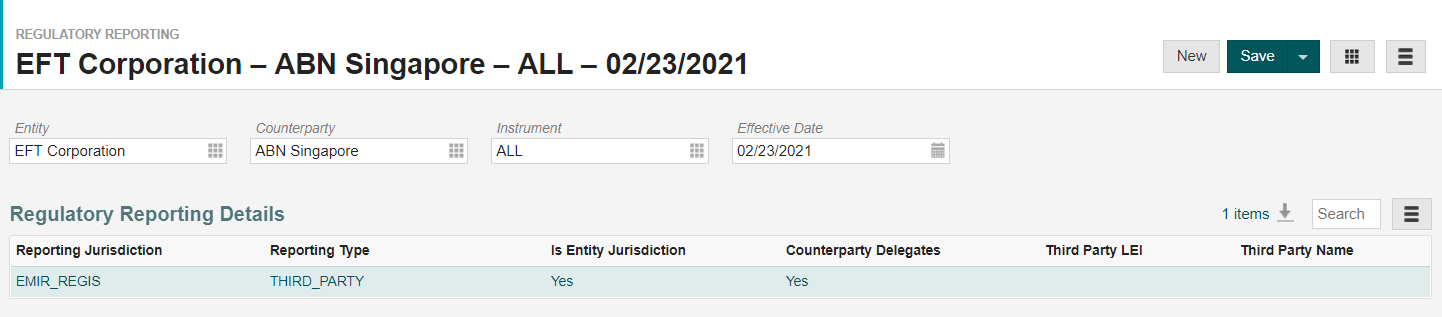 REGULATORY REPORTING
EFT Corporation – ABN Singapore – ALL – 02/23/2021
New Save
Entity Counterparty Instrument Effective Date
EFT Corporation ABN Singapore ALL 02/23/2021
Regulatory Reporting Details 1 items Search
Reporting Jurisdiction Reporting Type Is Entity Jurisdiction Counterparty Delegates Third Party LEI Third Party Name
EMIR_REGIS THIRD_PARTY Yes Yes